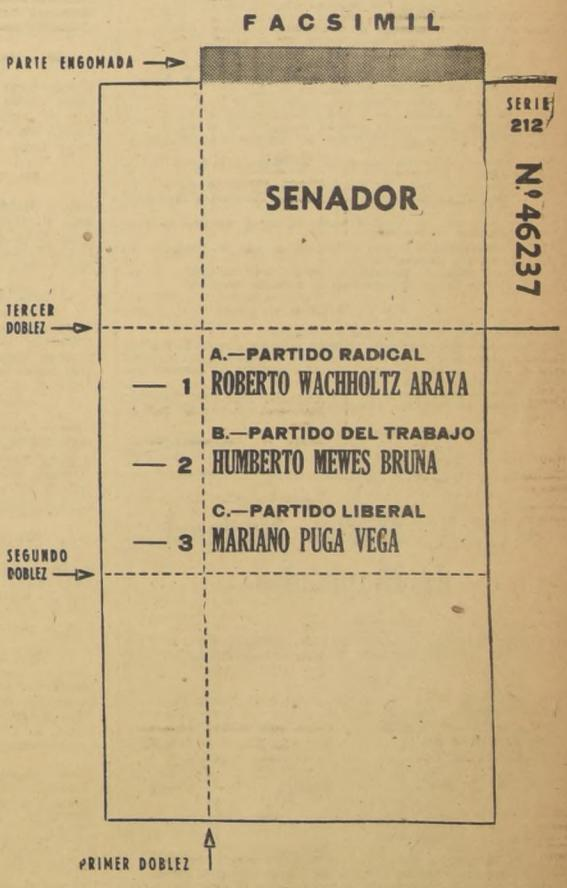 FACSIMIL
PARTE ENGOMADA
SERIE
212
N.º 46237
SENADOR
TERCER
DOBLEZ
A.—PARTIDO RADICAL
— 1 ROBERTO WACHHOLTZ ARAYA
B.—PARTIDO DEL TRABAJO
— 2 HUMBERTO MEWES BRUNA
C.—PARTIDO LIBERAL
— 3 MARIANO PUGA VEGA
SEGUNDO
DOBLEZ
PRIMER DOBLEZ